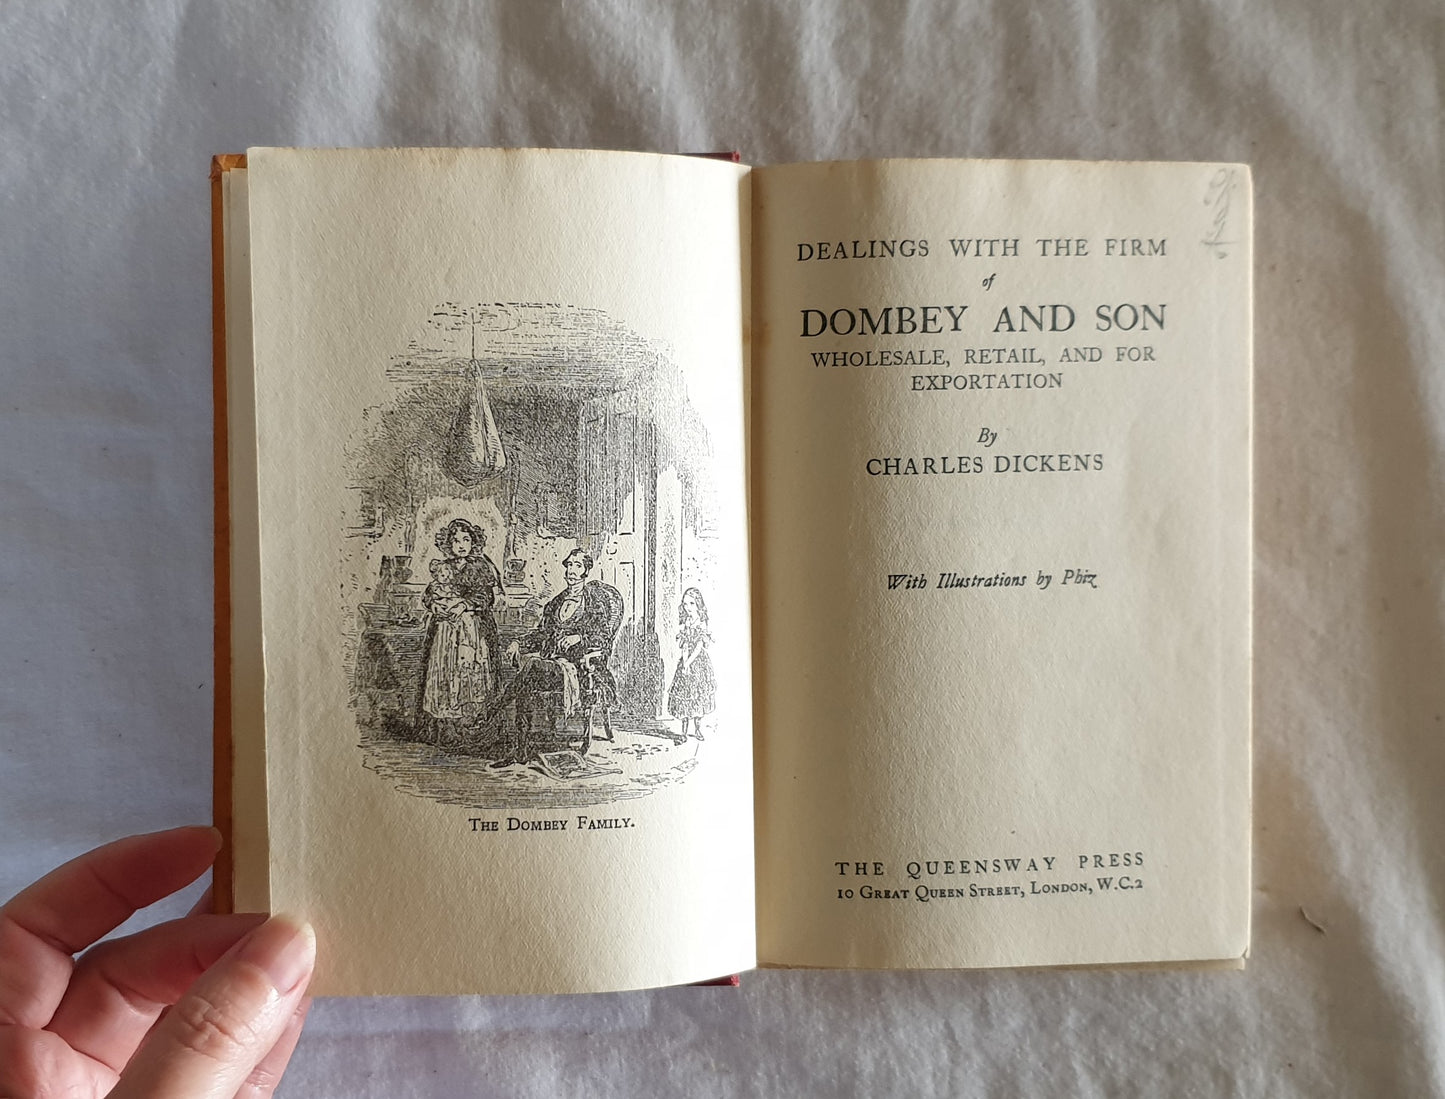 The Dombey Family.
DEALINGS WITH THE FIRM
of
DOMBEY AND SON
WHOLESALE, RETAIL, AND FOR
EXPORTATION
By
CHARLES DICKENS
With Illustrations by Phiz
THE QUEENSWAY PRESS
10 Great Queen Street, London, W.C.2